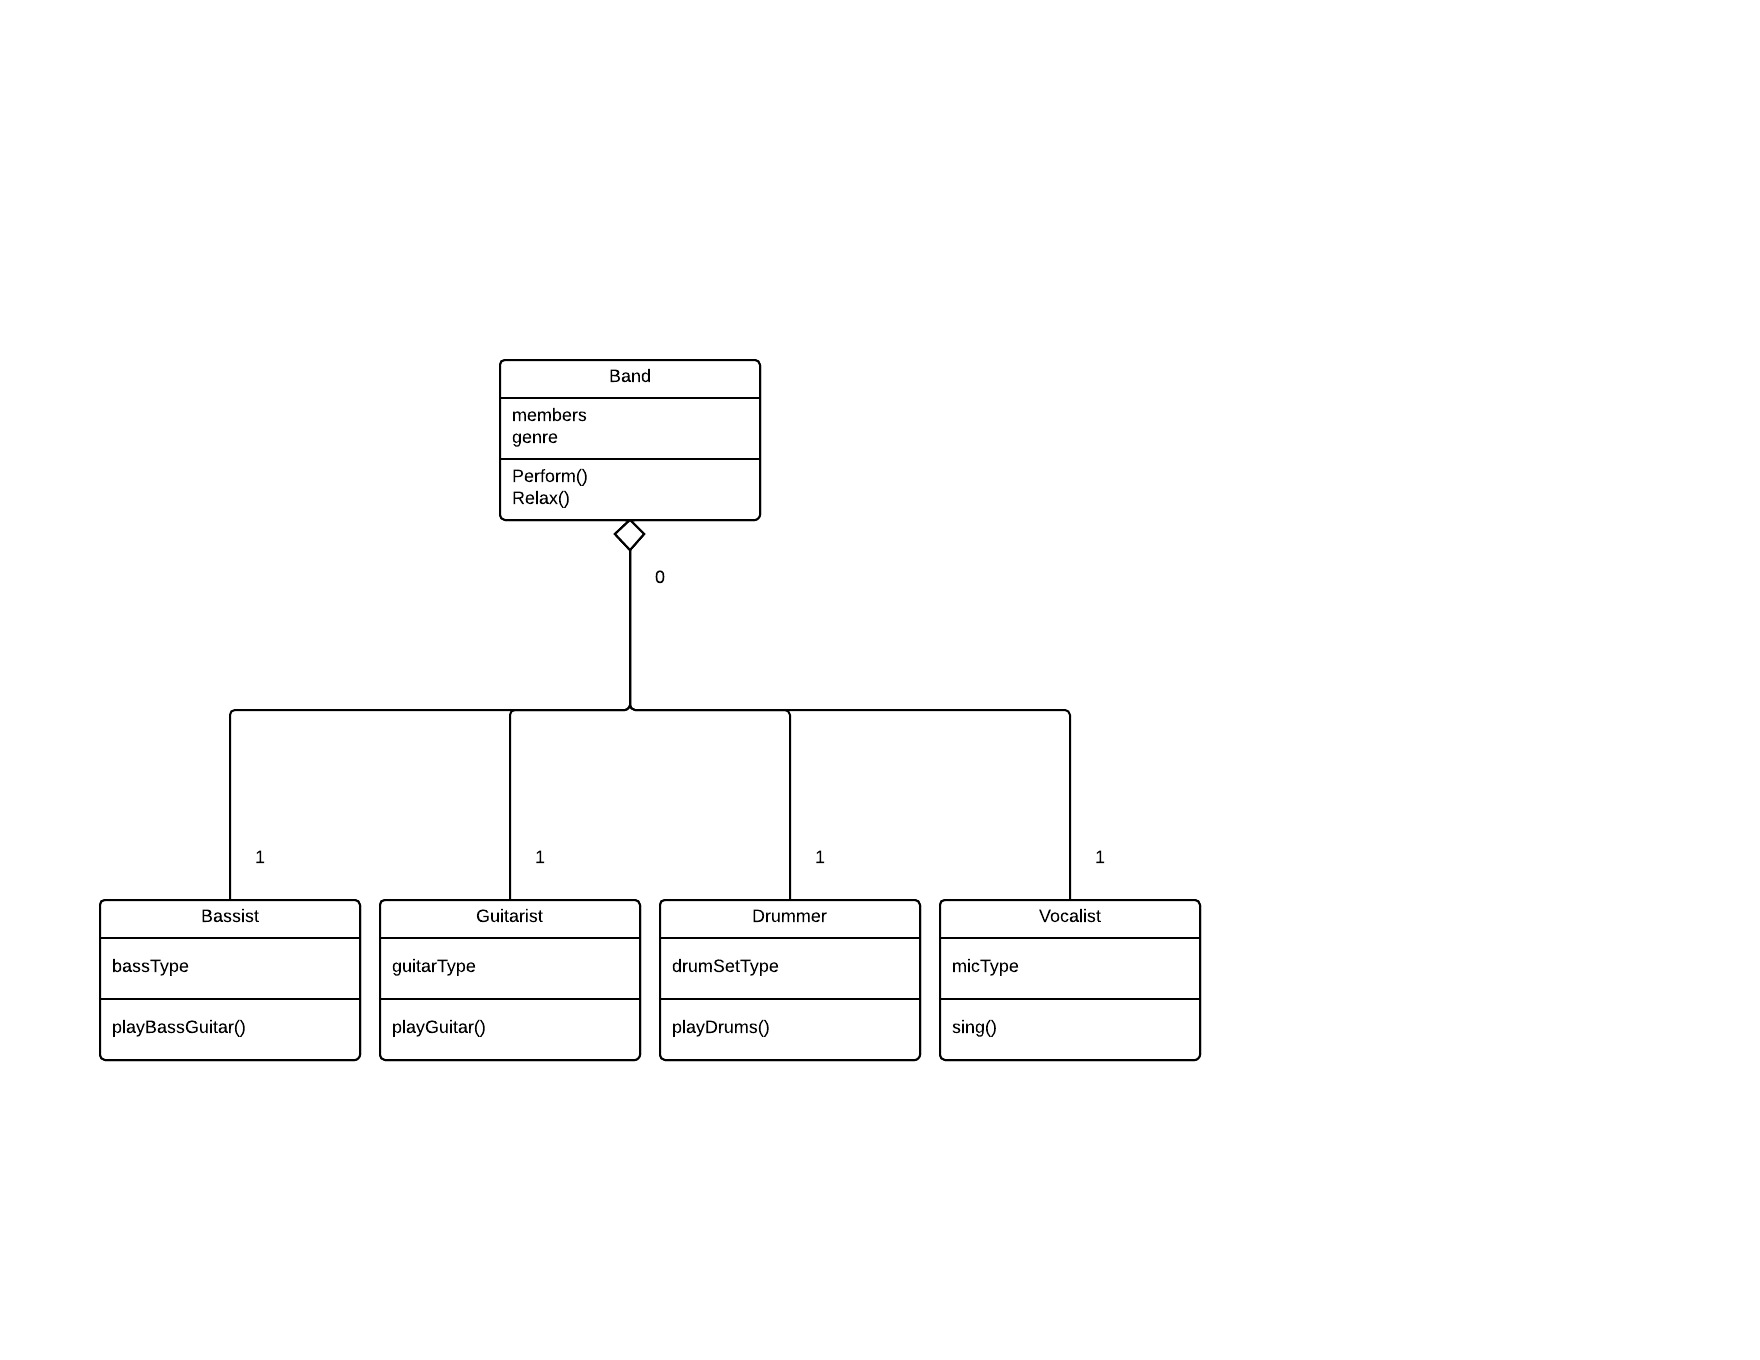 Band
members
genre
Perform()
Relax()
0
1
1
1
1
Bassist
bassType
playBassGuitar()
Guitarist
guitarType
playGuitar()
Drummer
drumSetType
playDrums()
Vocalist
micType
sing()